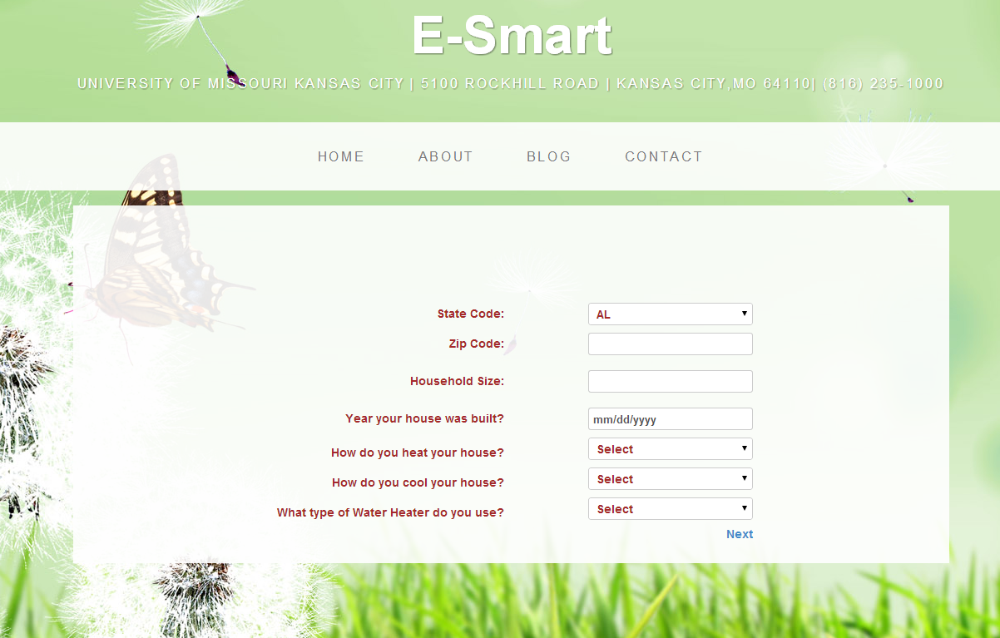 E-Smart
UNIVERSITY OF MISSOURI KANSAS CITY | 5100 ROCKHILL ROAD | KANSAS CITY,MO 64110| (816) 235-1000
HOME ABOUT BLOG CONTACT
State Code: AL
Zip Code:
Household Size:
Year your house was built? mm/dd/yyyy
How do you heat your house? Select
How do you cool your house? Select
What type of Water Heater do you use? Select
Next